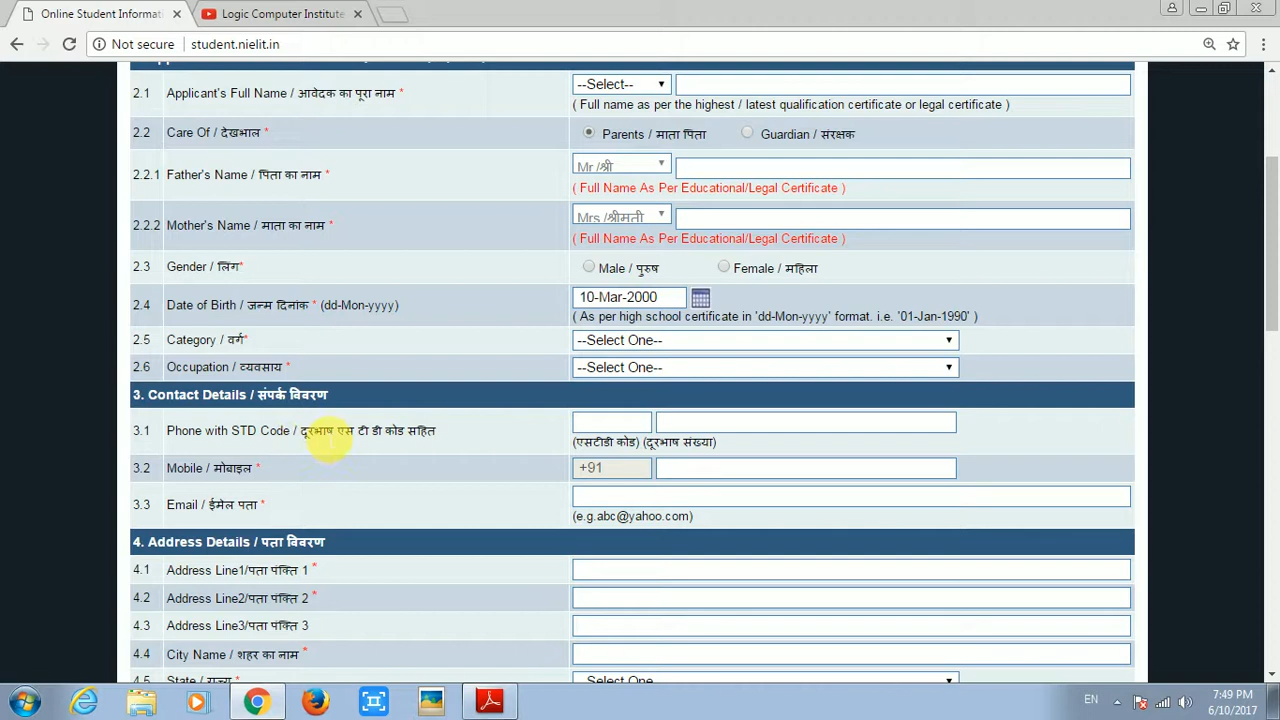 Online Student Informati
Logic Computer Institute
Not secure
student.nielit.in
2.1 Applicant's Full Name / आवेदक का पूरा नाम * --Select--
( Full name as per the highest / latest qualification certificate or legal certificate )
2.2 Care Of / देखभाल * Parents / माता पिता Guardian / संरक्षक
2.2.1 Father's Name / पिता का नाम * Mr /श्री
( Full Name As Per Educational/Legal Certificate )
2.2.2 Mother's Name / माता का नाम * Mrs /श्रीमती
( Full Name As Per Educational/Legal Certificate )
2.3 Gender / लिंग* Male / पुरुष Female / महिला
2.4 Date of Birth / जन्म दिनांक * (dd-Mon-yyyy) 10-Mar-2000
( As per high school certificate in 'dd-Mon-yyyy' format. i.e. '01-Jan-1990' )
2.5 Category / वर्ग* --Select One--
2.6 Occupation / व्यवसाय * --Select One--
3. Contact Details / संपर्क विवरण
3.1 Phone with STD Code / दूरभाष एस टी डी कोड सहित
(एसटीडी कोड) (दूरभाष संख्या)
3.2 Mobile / मोबाइल * +91
3.3 Email / ईमेल पता *
(e.g.abc@yahoo.com)
4. Address Details / पता विवरण
4.1 Address Line1/पता पंक्ति 1 *
4.2 Address Line2/पता पंक्ति 2 *
4.3 Address Line3/पता पंक्ति 3
4.4 City Name / शहर का नाम *
4.5 State / राज्य * --Select One--
EN
7:49 PM
6/10/2017